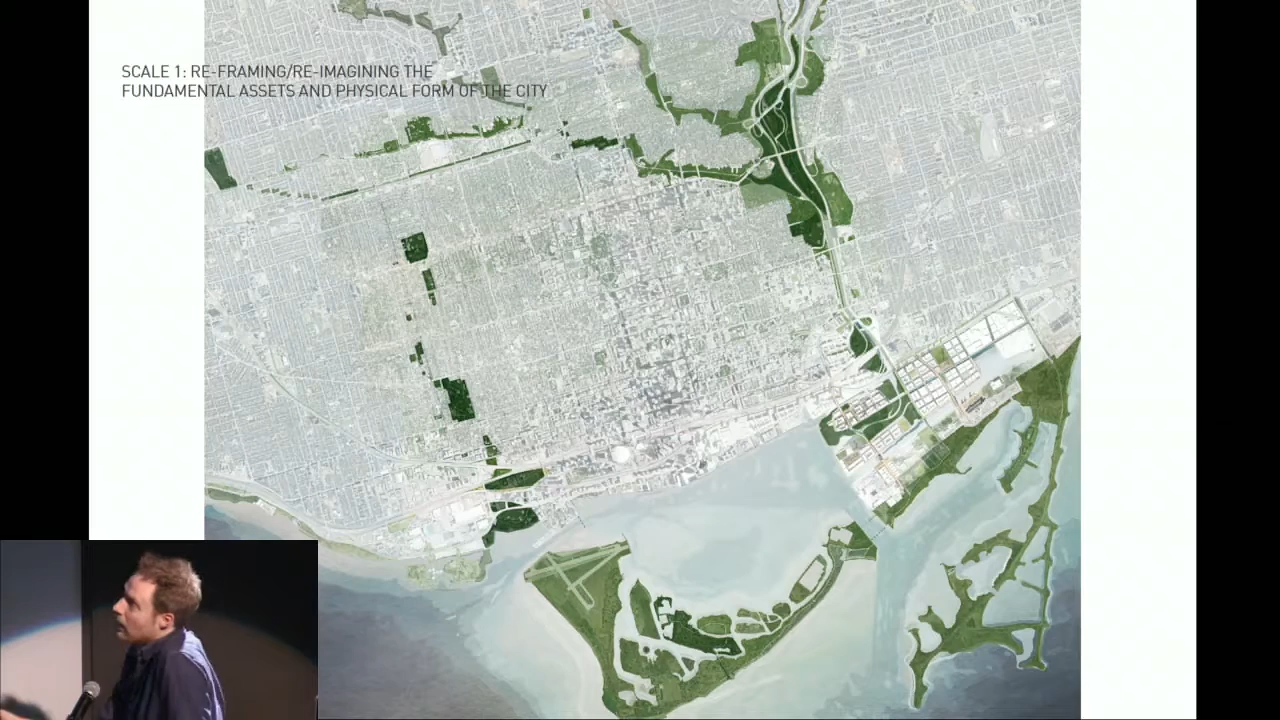 SCALE 1: RE-FRAMING/RE-IMAGINING THE
FUNDAMENTAL ASSETS AND PHYSICAL FORM OF THE CITY